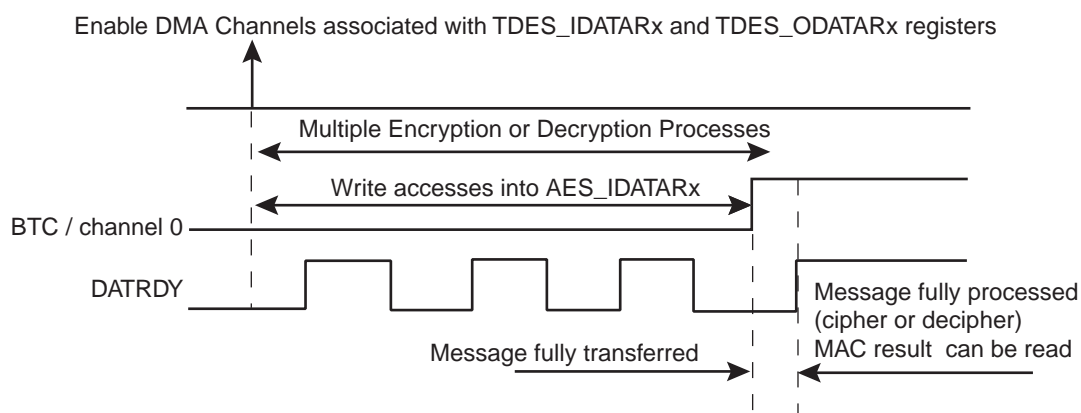 Enable DMA Channels associated with TDES_IDATARx and TDES_ODATARx registers
Multiple Encryption or Decryption Processes
Write accesses into AES_IDATARx
BTC / channel 0
DATRDY
Message fully processed
(cipher or decipher)
MAC result can be read
Message fully transferred